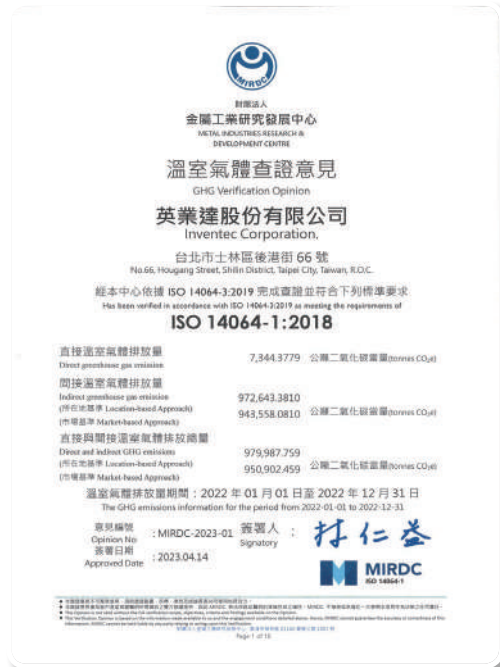 MIRDC
財團法人
金屬工業研究發展中心
METAL INDUSTRIES RESEARCH &
DEVELOPMENT CENTRE
溫室氣體查證意見
GHG Verification Opinion
英業達股份有限公司
Inventec Corporation.
台北市士林區後港街 66 號
No.66, Hougang Street, Shilin District, Taipei City, Taiwan, R.O.C.
經本中心依據 ISO 14064-3:2019 完成查證並符合下列標準要求
Has been verified in accordance with ISO 14064-3:2019 as meeting the requirements of
ISO 14064-1:2018
直接溫室氣體排放量
Direct greenhouse gas emission
7,344.3779 公噸二氧化碳當量(tonnes CO₂e)
間接溫室氣體排放量
Indirect greenhouse gas emission
(所在地基準 Location-based Approach) 972,643.3810
(市場基準 Market-based Approach) 943,558.0810 公噸二氧化碳當量(tonnes CO₂e)
直接與間接溫室氣體排放總量
Direct and indirect GHG emissions 979,987.759
(所在地基準 Location-based Approach)
(市場基準 Market-based Approach) 950,902.459 公噸二氧化碳當量(tonnes CO₂e)
溫室氣體排放量期間：2022 年 01 月 01 日至 2022 年 12 月 31 日
The GHG emissions information for the period from 2022-01-01 to 2022-12-31
意見編號
Opinion No : MIRDC-2023-01
簽署日期
Approved Date : 2023.04.14
簽署人 :
Signatory
MIRDC
ISO 14064-1
Page 1 of 10